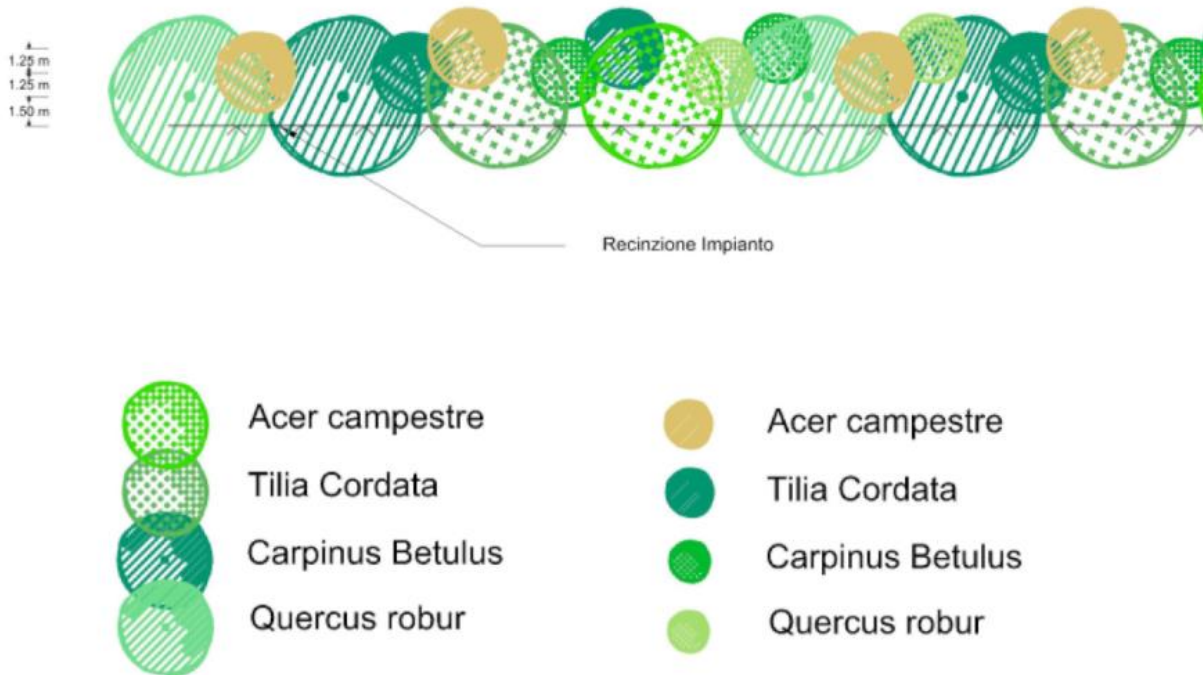 1.25 m
1.25 m
1.50 m
Recinzione Impianto
Acer campestre
Tilia Cordata
Carpinus Betulus
Quercus robur
Acer campestre
Tilia Cordata
Carpinus Betulus
Quercus robur